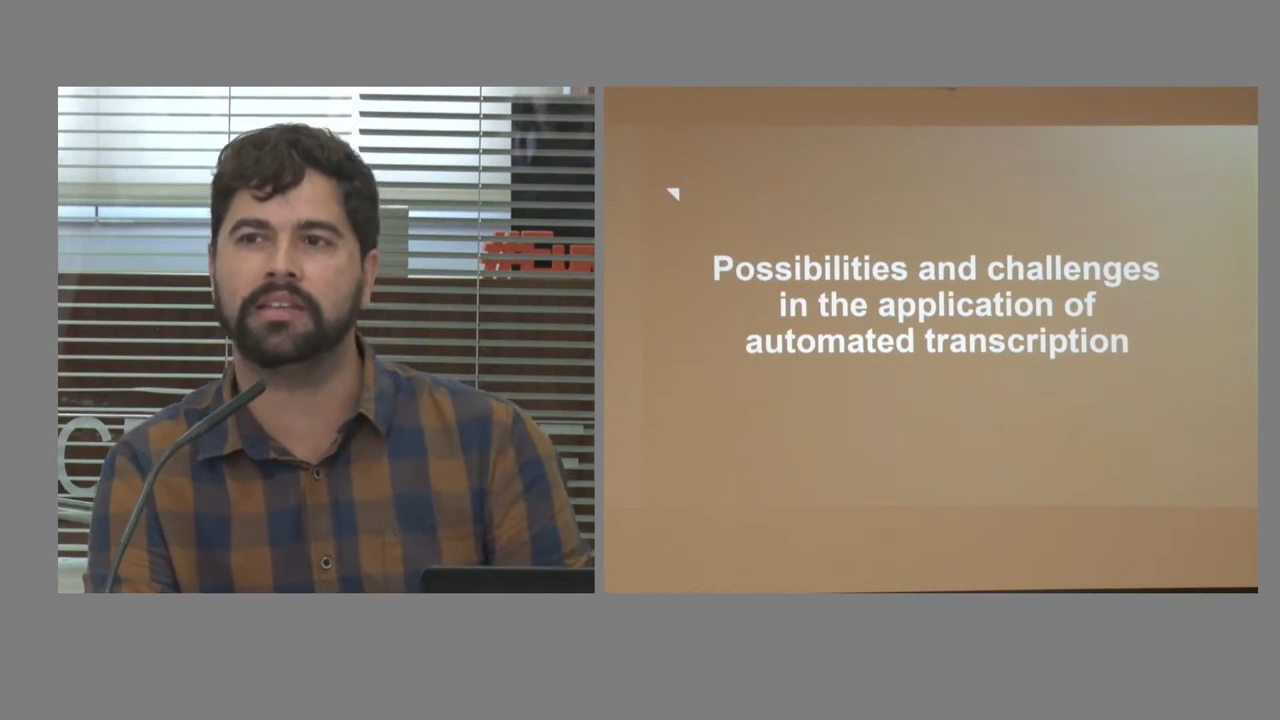 Possibilities and challenges
in the application of
automated transcription